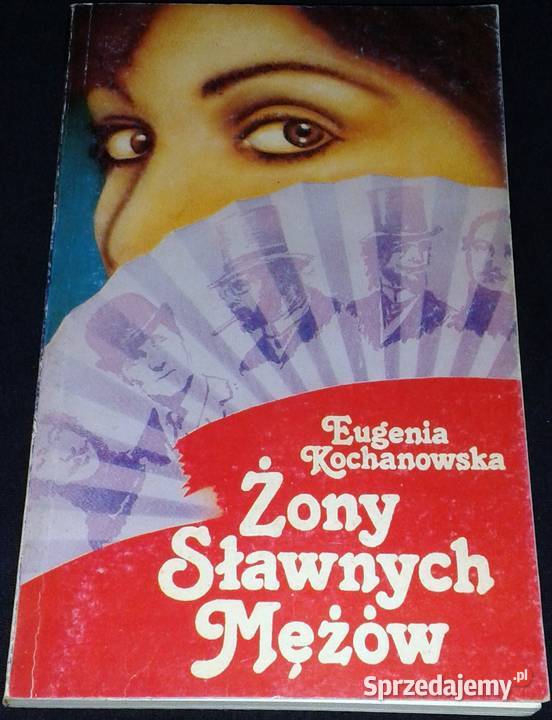 Eugenia
Kochanowska
Żony
Sławnych
Mężów
Sprzedajemy.pl